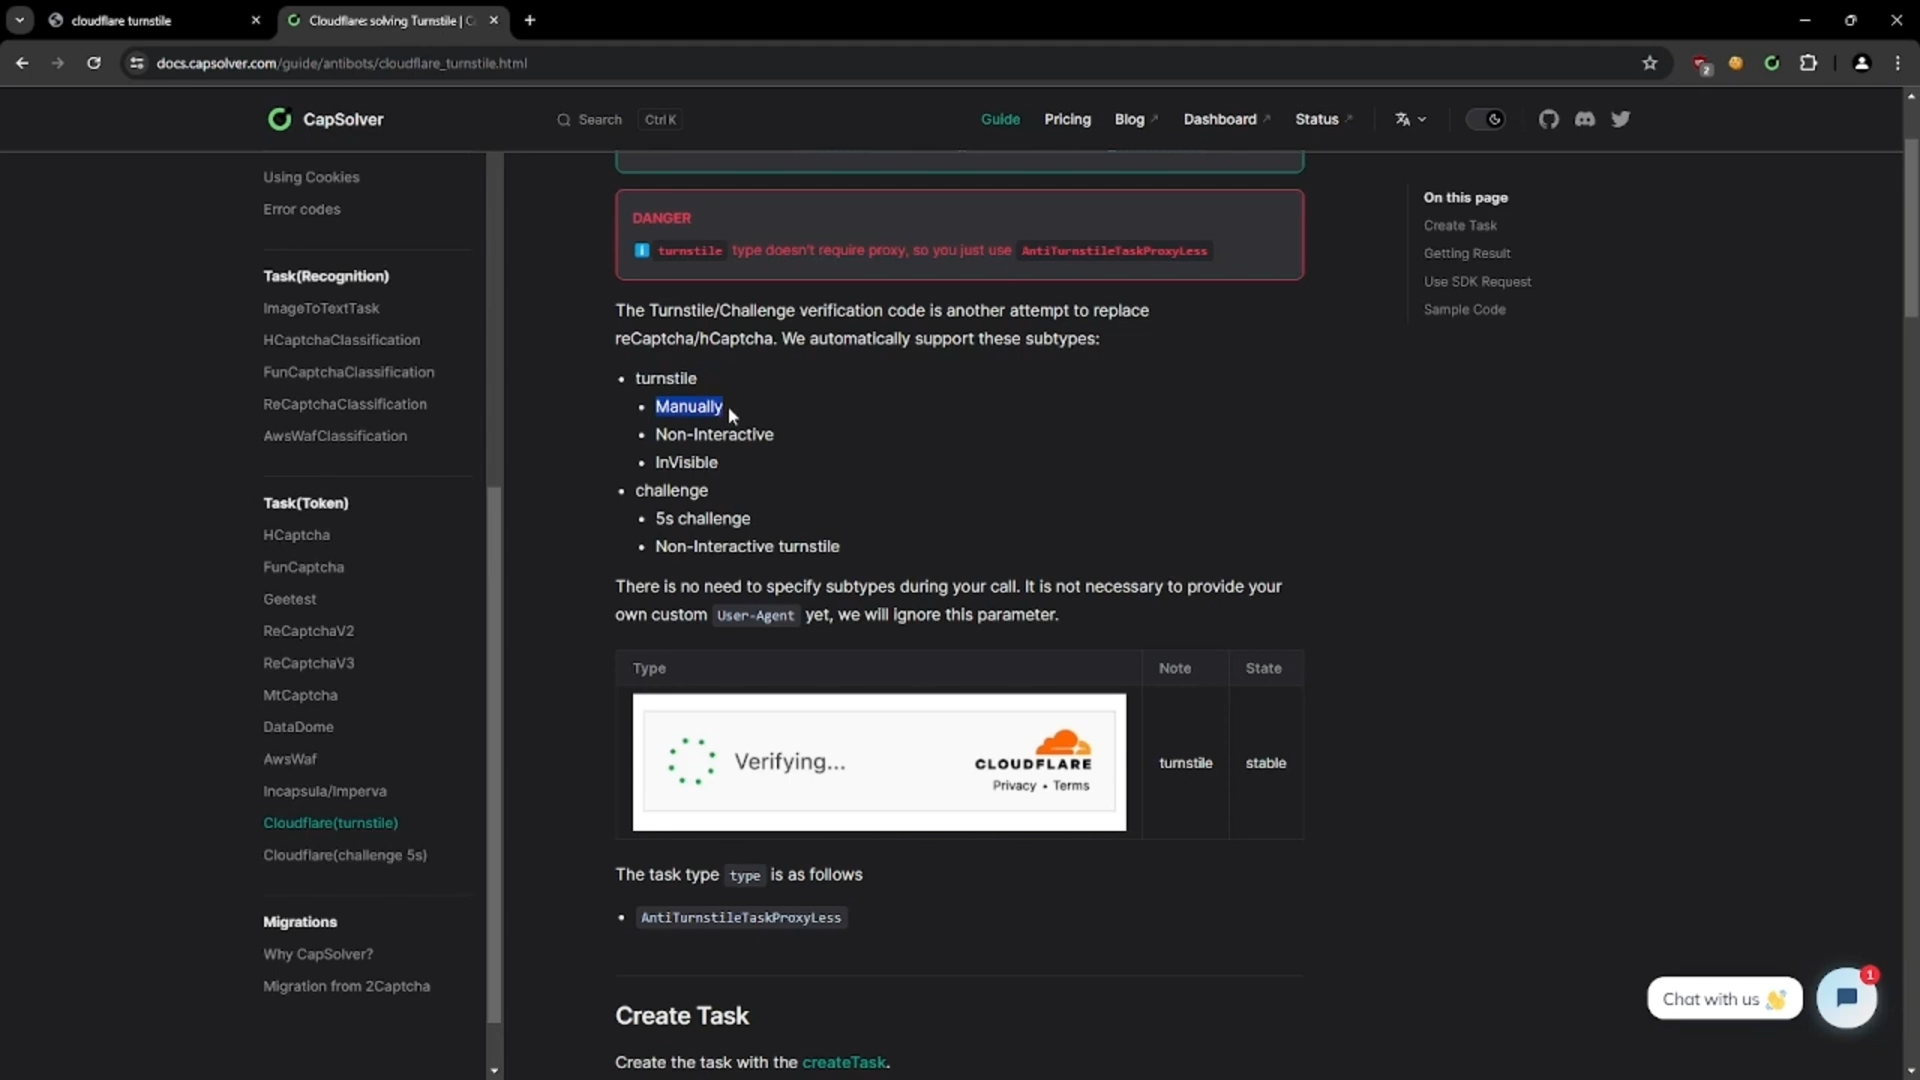 cloudflare turnstile
Cloudflare: solving Turnstile | C
docs.capsolver.com/guide/antibots/cloudflare_turnstile.html
2
CapSolver
Search
Ctrl K
Guide
Pricing
Blog
Dashboard
Status
Using Cookies
Error codes
Task(Recognition)
ImageToTextTask
HCaptchaClassification
FunCaptchaClassification
ReCaptchaClassification
AwsWafClassification
Task(Token)
HCaptcha
FunCaptcha
Geetest
ReCaptchaV2
ReCaptchaV3
MtCaptcha
DataDome
AwsWaf
Incapsula/Imperva
Cloudflare(turnstile)
Cloudflare(challenge 5s)
Migrations
Why CapSolver?
Migration from 2Captcha
DANGER
turnstile type doesn't require proxy, so you just use AntiTurnstileTaskProxyLess
The Turnstile/Challenge verification code is another attempt to replace
reCaptcha/hCaptcha. We automatically support these subtypes:
• turnstile
• Manually
• Non-Interactive
• InVisible
• challenge
• 5s challenge
• Non-Interactive turnstile
There is no need to specify subtypes during your call. It is not necessary to provide your
own custom User-Agent yet, we will ignore this parameter.
Type Note State
Verifying...
CLOUDFLARE
Privacy • Terms
turnstile
stable
The task type type is as follows
• AntiTurnstileTaskProxyLess
Create Task
Create the task with the createTask.
On this page
Create Task
Getting Result
Use SDK Request
Sample Code
Chat with us 👋
1